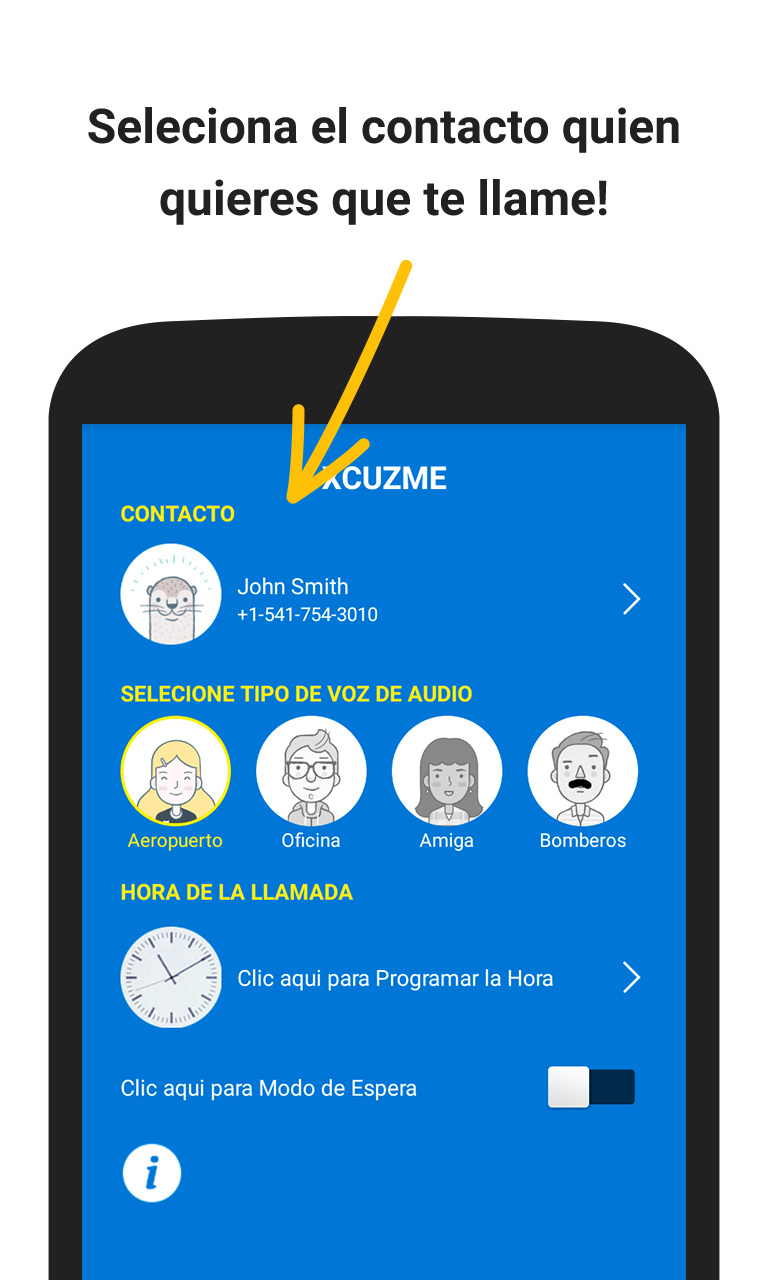 Seleciona el contacto quien
quieres que te llame!
XCUZME
CONTACTO
John Smith
+1-541-754-3010
SELECIONE TIPO DE VOZ DE AUDIO
Aeropuerto
Oficina
Amiga
Bomberos
HORA DE LA LLAMADA
Clic aqui para Programar la Hora
Clic aqui para Modo de Espera
i